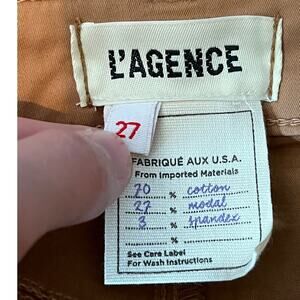 L'AGENCE
27
FABRIQUÉ AUX U.S.A.
From Imported Materials
70 % cotton
27 % modal
3 % spandex
%
See Care Label
For Wash Instructions